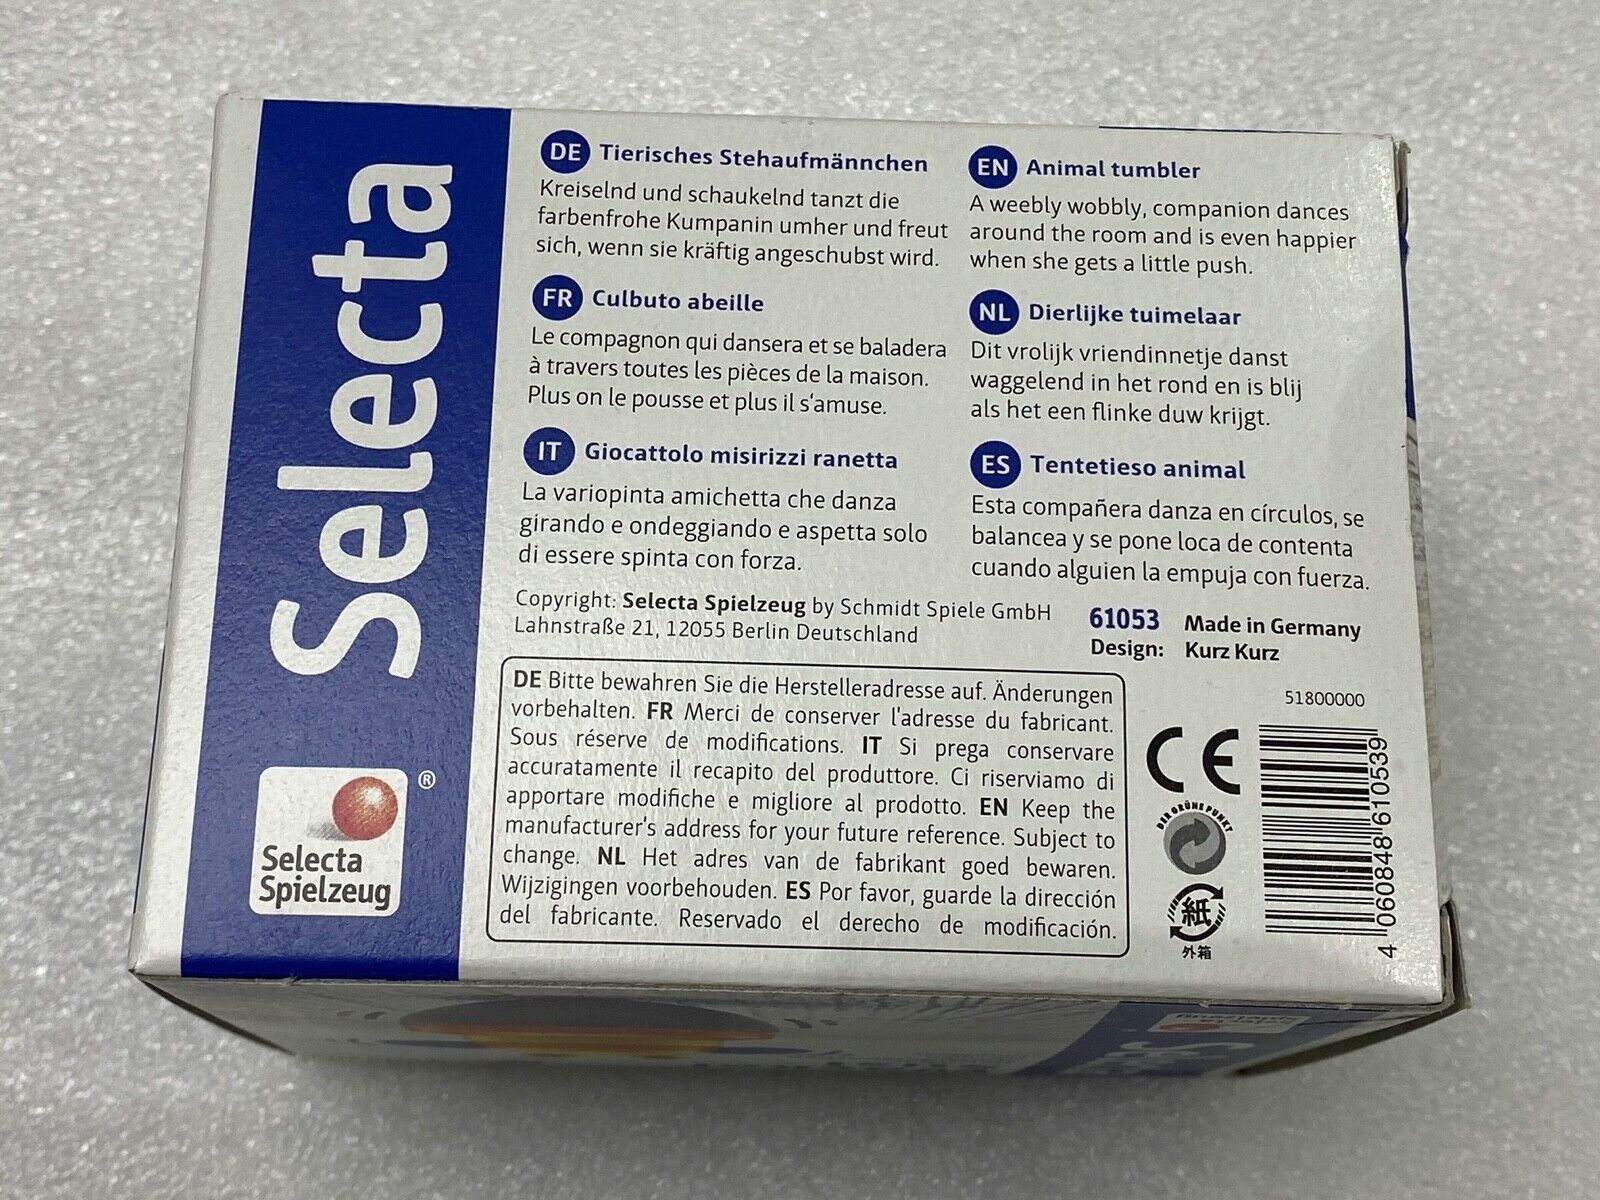 Selecta
Selecta
Spielzeug
®
DE Tierisches Stehaufmännchen
Kreiselnd und schaukelnd tanzt die
farbenfrohe Kumpanin umher und freut
sich, wenn sie kräftig angeschubst wird.
EN Animal tumbler
A weebly wobbly, companion dances
around the room and is even happier
when she gets a little push.
FR Culbuto abeille
Le compagnon qui dansera et se baladera
à travers toutes les pièces de la maison.
Plus on le pousse et plus il s'amuse.
NL Dierlijke tuimelaar
Dit vrolijk vriendinnetje danst
waggelend in het rond en is blij
als het een flinke duw krijgt.
IT Giocattolo misirizzi ranetta
La variopinta amichetta che danza
girando e ondeggiando e aspetta solo
di essere spinta con forza.
ES Tentetieso animal
Esta compañera danza en círculos, se
balancea y se pone loca de contenta
cuando alguien la empuja con fuerza.
Copyright: Selecta Spielzeug by Schmidt Spiele GmbH
Lahnstraße 21, 12055 Berlin Deutschland
61053 Made in Germany
Design: Kurz Kurz
DE Bitte bewahren Sie die Herstelleradresse auf. Änderungen
vorbehalten. FR Merci de conserver l'adresse du fabricant.
Sous réserve de modifications. IT Si prega conservare
accuratamente il recapito del produttore. Ci riserviamo di
apportare modifiche e migliore al prodotto. EN Keep the
manufacturer's address for your future reference. Subject to
change. NL Het adres van de fabrikant goed bewaren.
Wijzigingen voorbehouden. ES Por favor, guarde la dirección
del fabricante. Reservado el derecho de modificación.
51800000
CE
DER GRÜNE PUNKT
紙
外箱
4 060848 610539